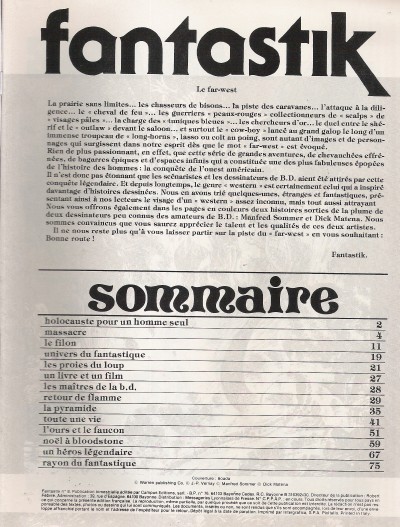 fantastik
Le far-west
La prairie sans limites... les chasseurs de bisons... la piste des caravanes... l'attaque à la dili-
gence... le « cheval de feu »... les guerriers « peaux-rouges » collectionneurs de « scalps » de
« visages pâles »... la charge des « tuniques bleues »... les chercheurs d'or... le duel entre le shé-
rif et le « outlaw » devant le saloon... et surtout le « cow-boy » lancé au grand galop le long d'un
immense troupeau de « long-horns », lasso ou colt au poing, sont autant d'images et de person-
nages qui surgissent dans notre esprit dès que le mot « far-west » est évoqué.
Rien de plus passionnant, en effet, que cette série de grandes aventures, de chevauchées effré-
nées, de bagarres épiques et d'espaces infinis qui a constitué une des plus fabuleuses épopées
de l'histoire des hommes : la conquête de l'ouest américain.
Il n'est donc pas étonnant que les scénaristes et les dessinateurs de B.D. aient été attirés par cette
conquête légendaire. Et depuis longtemps, le genre « western » est certainement celui qui a inspiré
davantage d'histoires dessinées. Nous en avons trié quelques-unes, étranges et fantastiques, pré-
sentant ainsi à nos lecteurs le visage d'un « western » assez inconnu, mais tout aussi attrayant
Nous vous offrons également dans les pages en couleurs deux histoires sorties de la plume de
deux dessinateurs peu connus des amateurs de B.D. : Manfred Sommer et Dick Matena. Nous
sommes convaincus que vous saurez apprécier le talent et les qualités de ces deux artistes.
Il ne nous reste plus qu'à vous laisser partir sur la piste du « far-west » en vous souhaitant :
Bonne route !
Fantastik.
sommaire
holocauste pour un homme seul 2
massacre 4
le filon 11
univers du fantastique 19
les proies du loup 21
un livre et un film 27
les maîtres de la b.d. 28
retour de flamme 29
la pyramide 35
toute une vie 41
l'ours et le faucon 51
noël à bloodstone 59
un héros légendaire 67
rayon du fantastique 75
© Warren publishing Co, © J.-P. Vernay © Manfred Sommer © Dick Matena